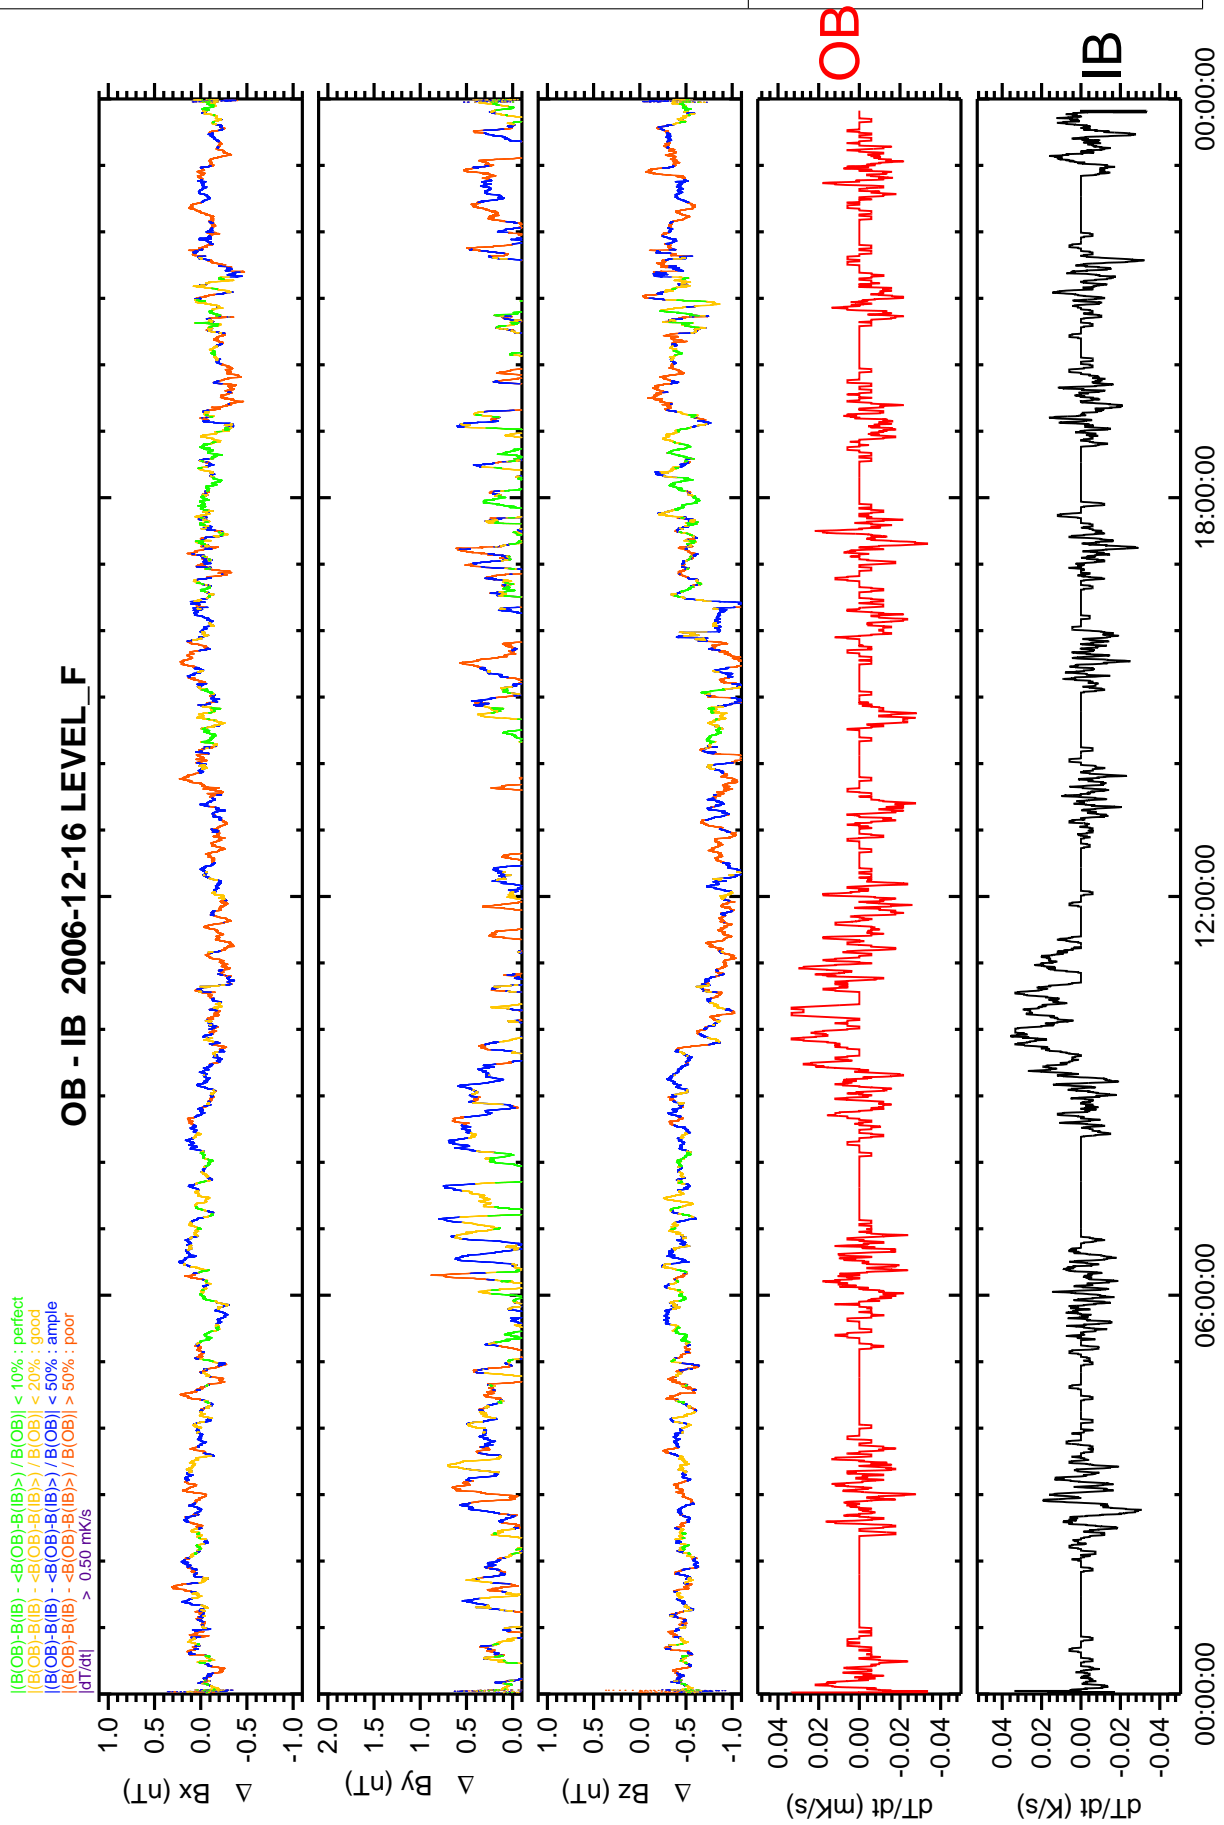 OB - IB 2006-12-16 LEVEL_F
|(B(OB)-B(IB) - <B(OB)-B(IB)>) / B(OB)| < 10% : perfect
|(B(OB)-B(IB) - <B(OB)-B(IB)>) / B(OB)| < 20% : good
|(B(OB)-B(IB) - <B(OB)-B(IB)>) / B(OB)| < 50% : ample
|(B(OB)-B(IB) - <B(OB)-B(IB)>) / B(OB)| > 50% : poor
|dT/dt| > 0.50 mK/s
Δ Bx (nT)
1.0
0.5
0.0
-0.5
-1.0
Δ By (nT)
2.0
1.5
1.0
0.5
0.0
Δ Bz (nT)
1.0
0.5
0.0
-0.5
-1.0
dT/dt (mK/s)
0.04
0.02
0.00
-0.02
-0.04
OB
dT/dt (K/s)
0.04
0.02
0.00
-0.02
-0.04
IB
00:00:00
06:00:00
12:00:00
18:00:00
00:00:00